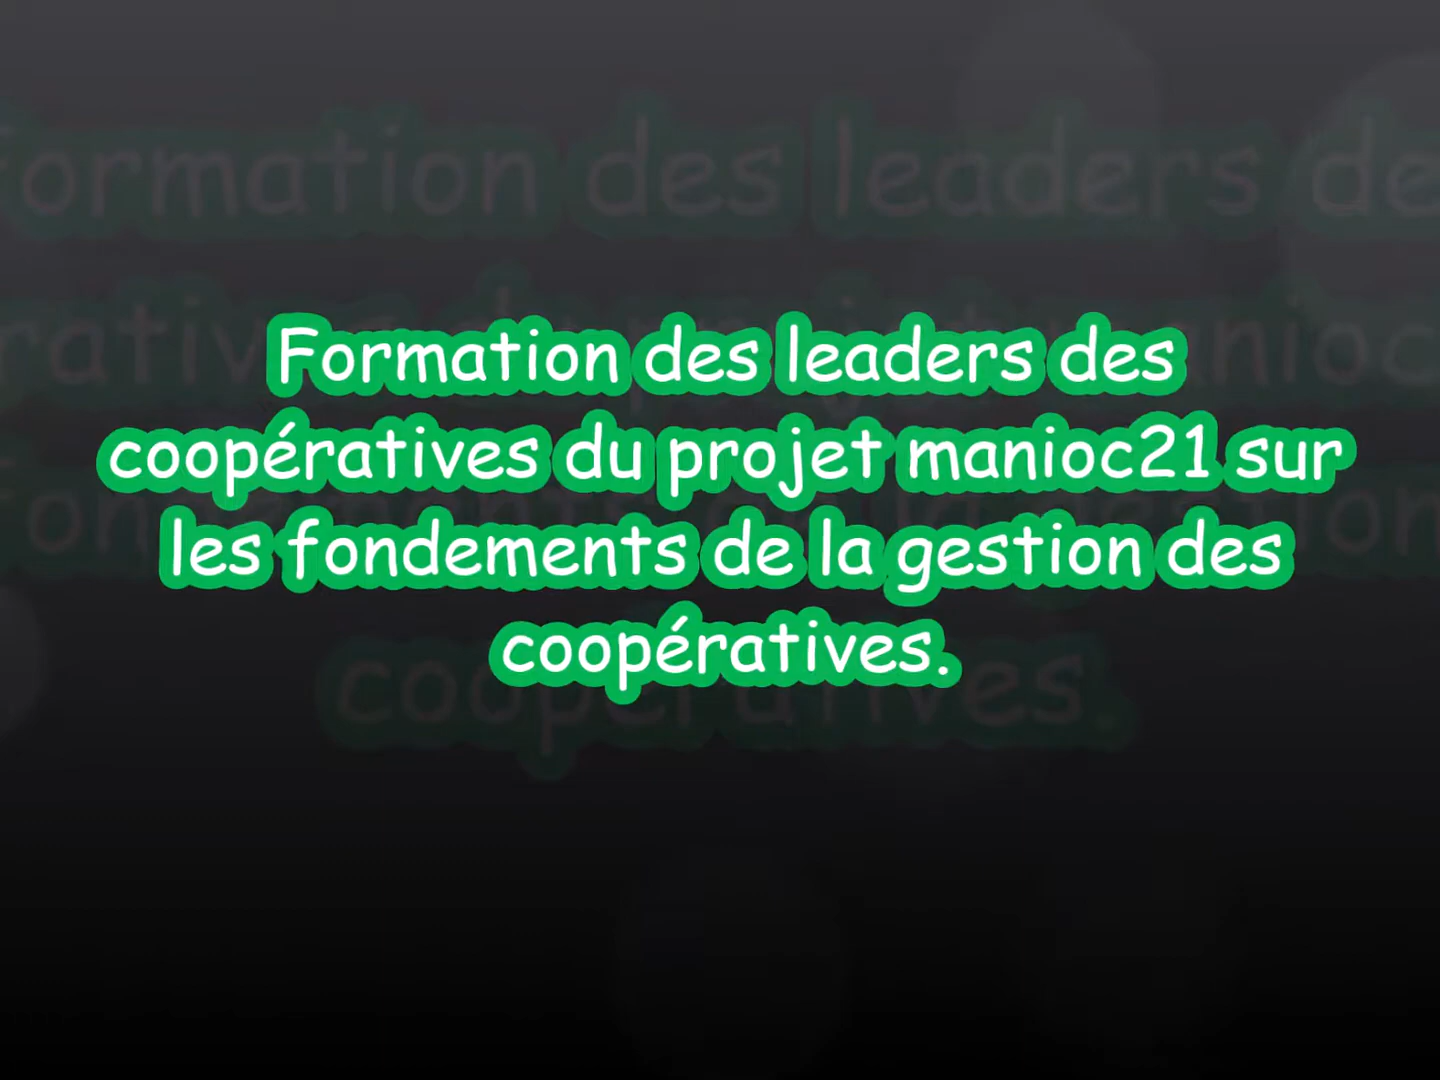 Formation des leaders des
coopératives du projet manioc21 sur
les fondements de la gestion des
coopératives.